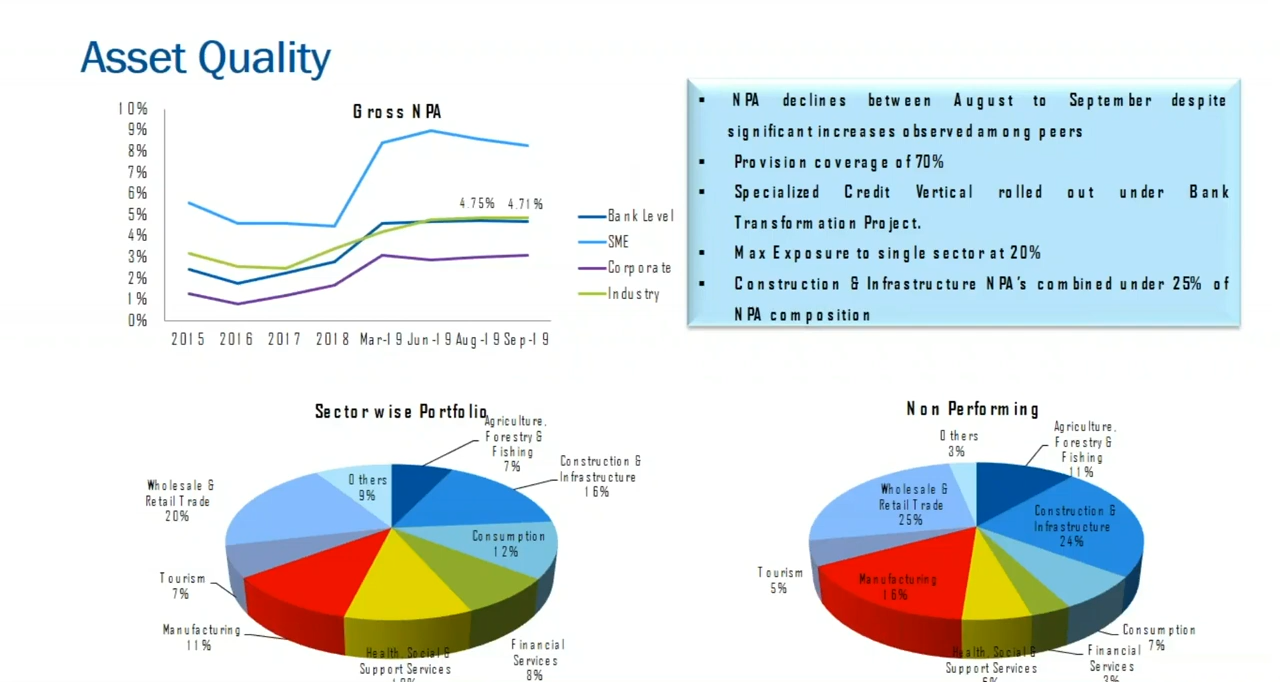 Asset Quality
Gross NPA
10%
9%
8%
7%
6%
5%
4%
3%
2%
1%
0%
4.75% 4.71%
2015 2016 2017 2018 Mar-19 Jun-19 Aug-19 Sep-19
Bank Level
SME
Corporate
Industry
▪ NPA declines between August to September despite
significant increases observed among peers
▪ Provision coverage of 70%
▪ Specialized Credit Vertical rolled out under Bank
Transformation Project.
▪ Max Exposure to single sector at 20%
▪ Construction & Infrastructure NPA's combined under 25% of
NPA composition
Sector wise Portfolio
Agriculture,
Forestry &
Fishing
7%
Construction &
Infrastructure
16%
Consumption
12%
Financial
Services
8%
Health, Social &
Support Services
Manufacturing
11%
Tourism
7%
Wholesale &
Retail Trade
20%
Others
9%
Non Performing
Agriculture,
Forestry &
Fishing
11%
Construction &
Infrastructure
24%
Consumption
7%
Financial
Services
3%
Health, Social &
Support Services
5%
Manufacturing
16%
Tourism
5%
Wholesale &
Retail Trade
25%
Others
3%